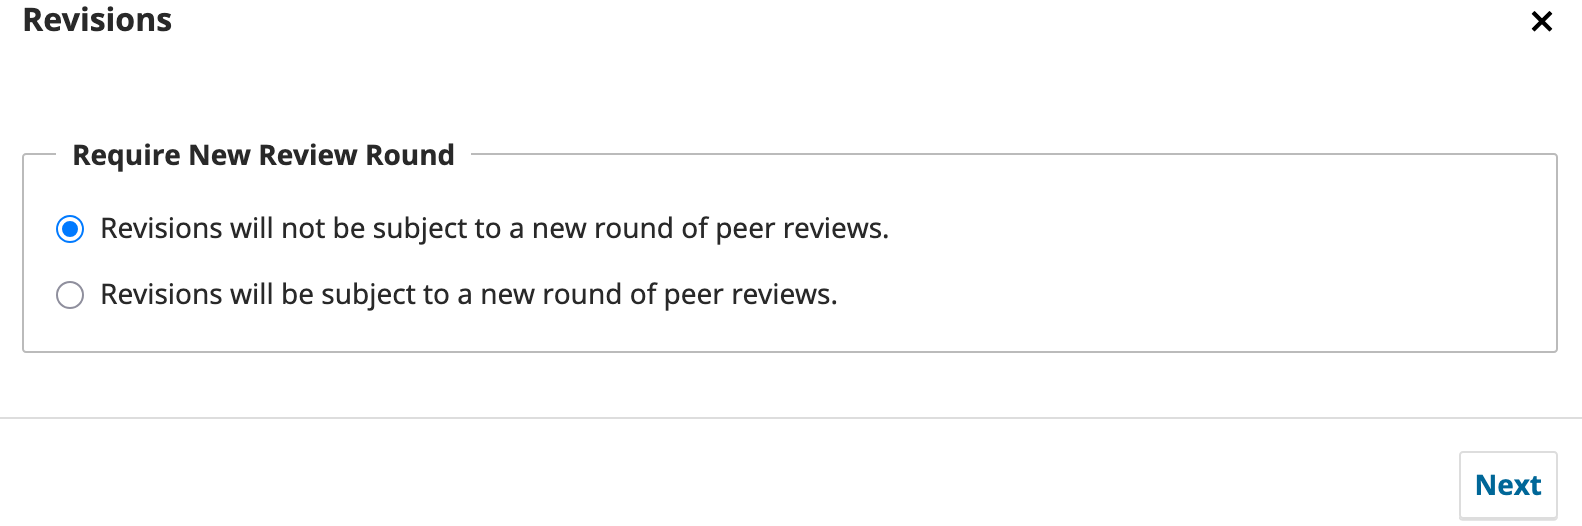 Revisions
Require New Review Round
Revisions will not be subject to a new round of peer reviews.
Revisions will be subject to a new round of peer reviews.
Next